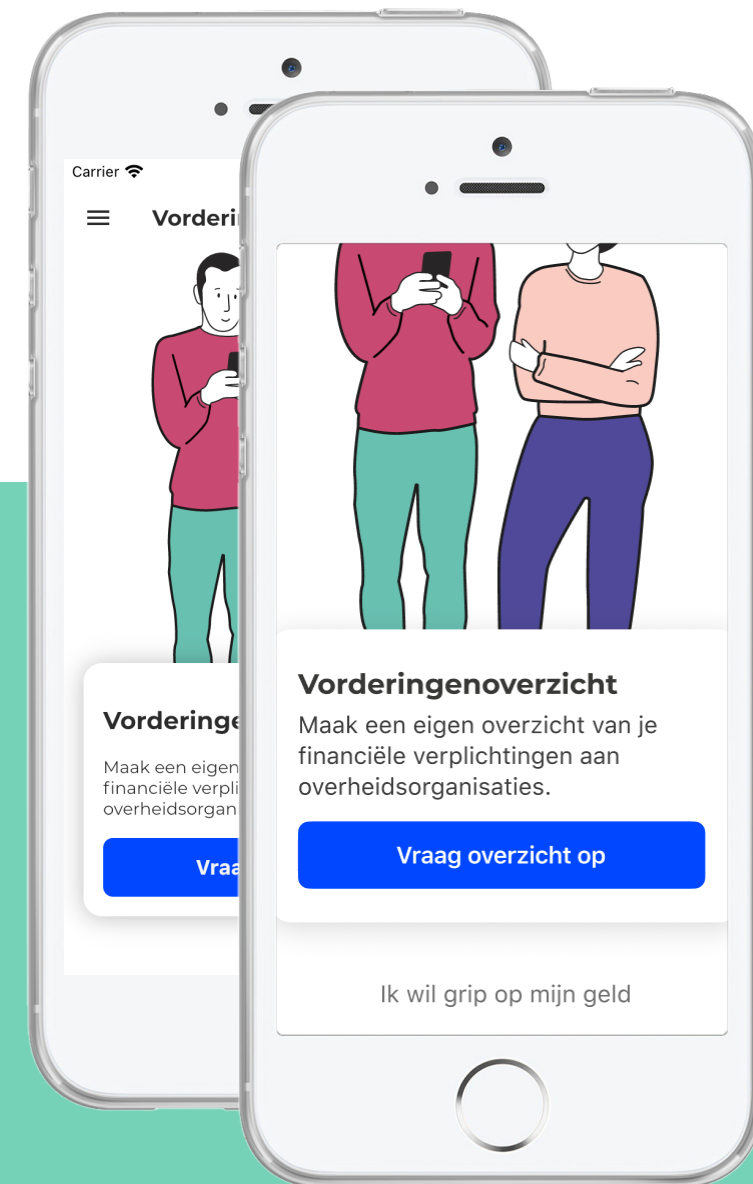 Carrier
Vorderi
Vorderinge
Maak een eigen
financiële verpli
overheidsorgan
Vraa
Vorderingenoverzicht
Maak een eigen overzicht van je
financiële verplichtingen aan
overheidsorganisaties.
Vraag overzicht op
Ik wil grip op mijn geld